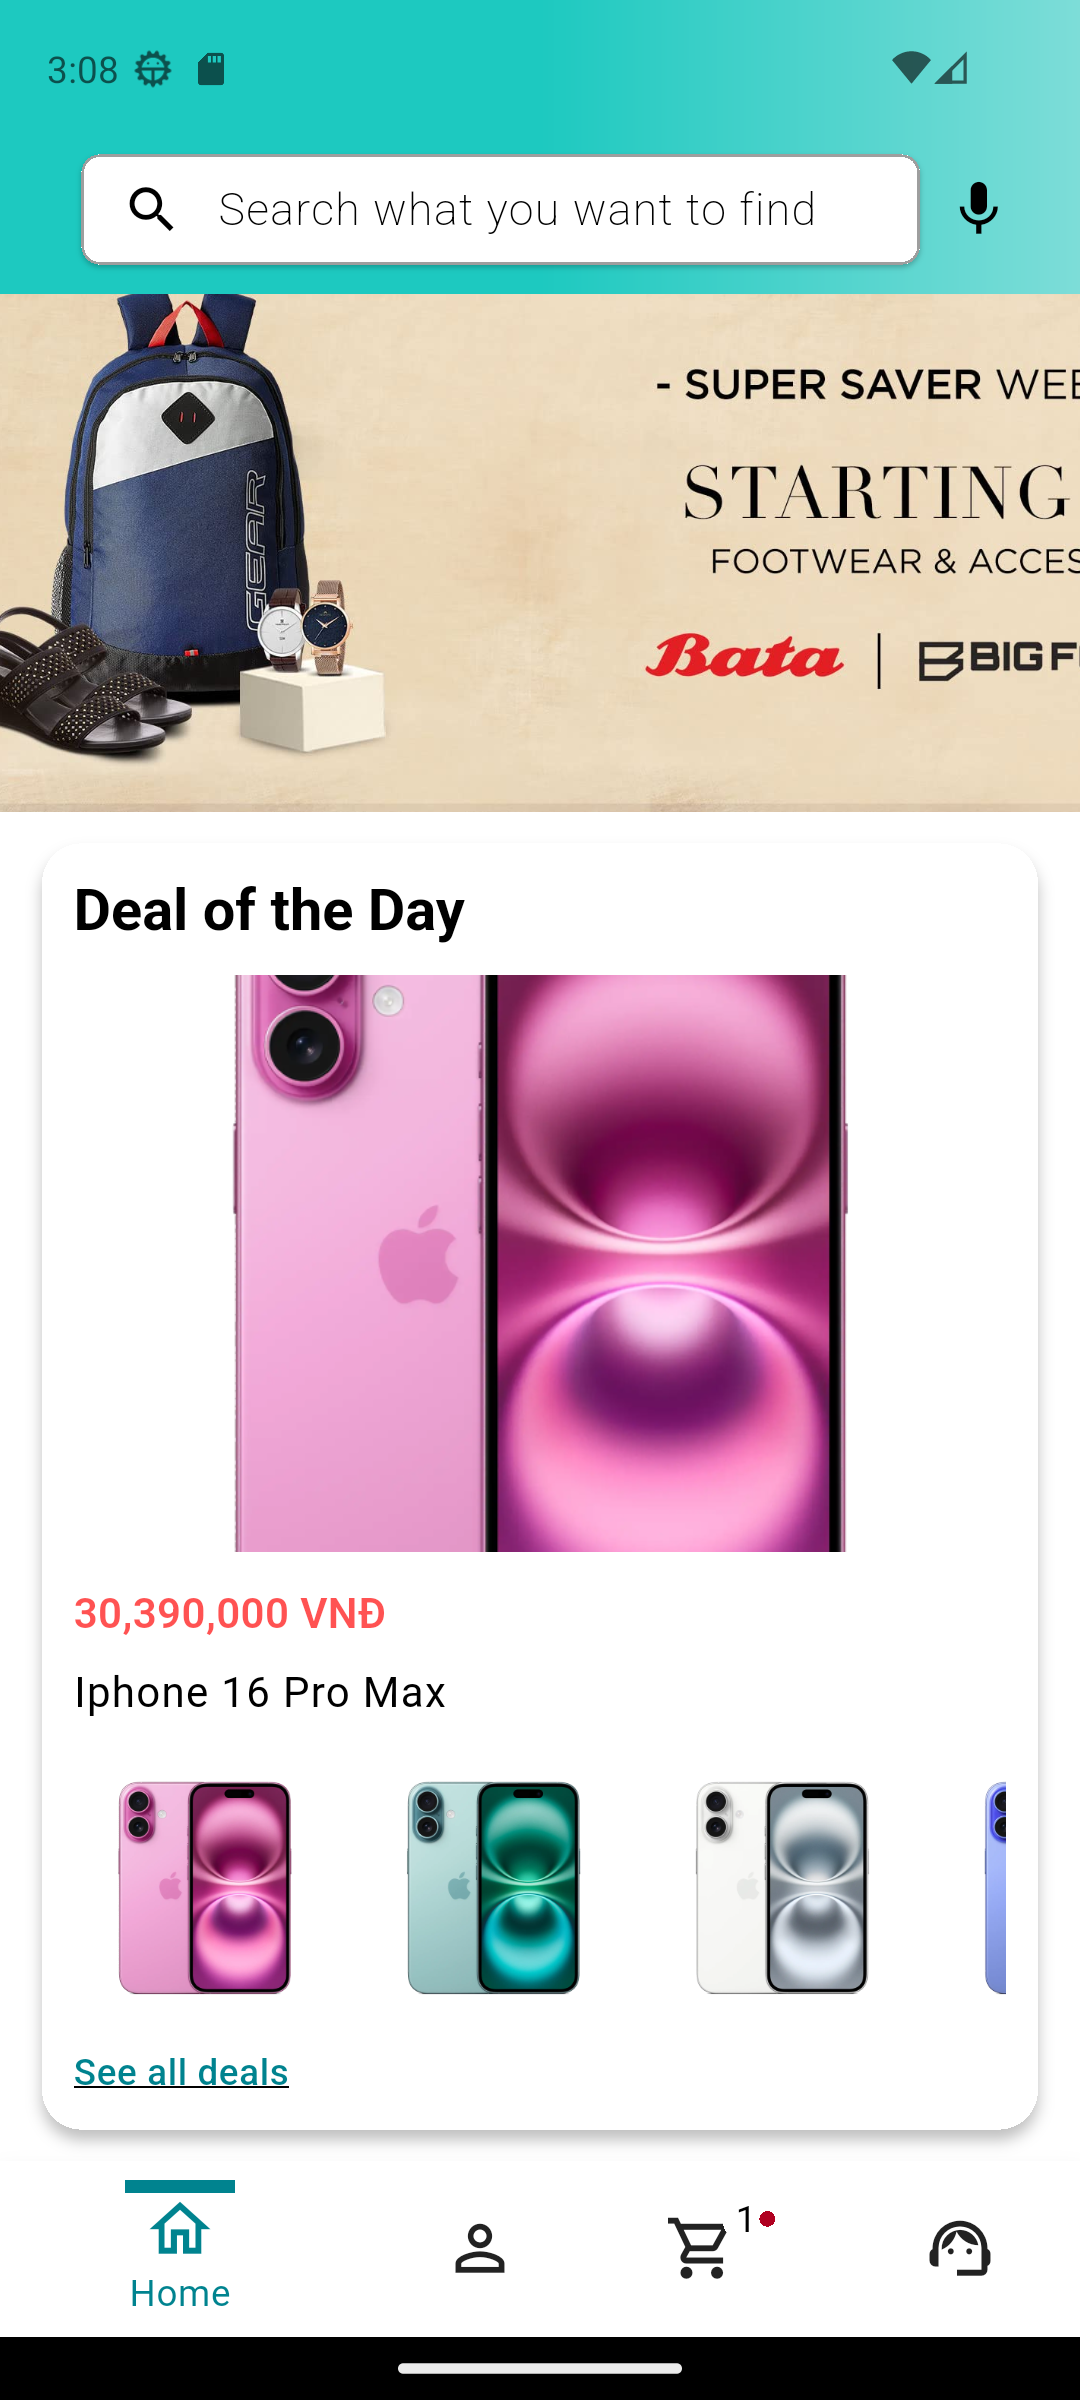 3:08
Search what you want to find
- SUPER SAVER WEE
STARTING
FOOTWEAR & ACCES
Bata | BIG F
GEAR
Deal of the Day
30,390,000 VNĐ
Iphone 16 Pro Max
See all deals
1
Home